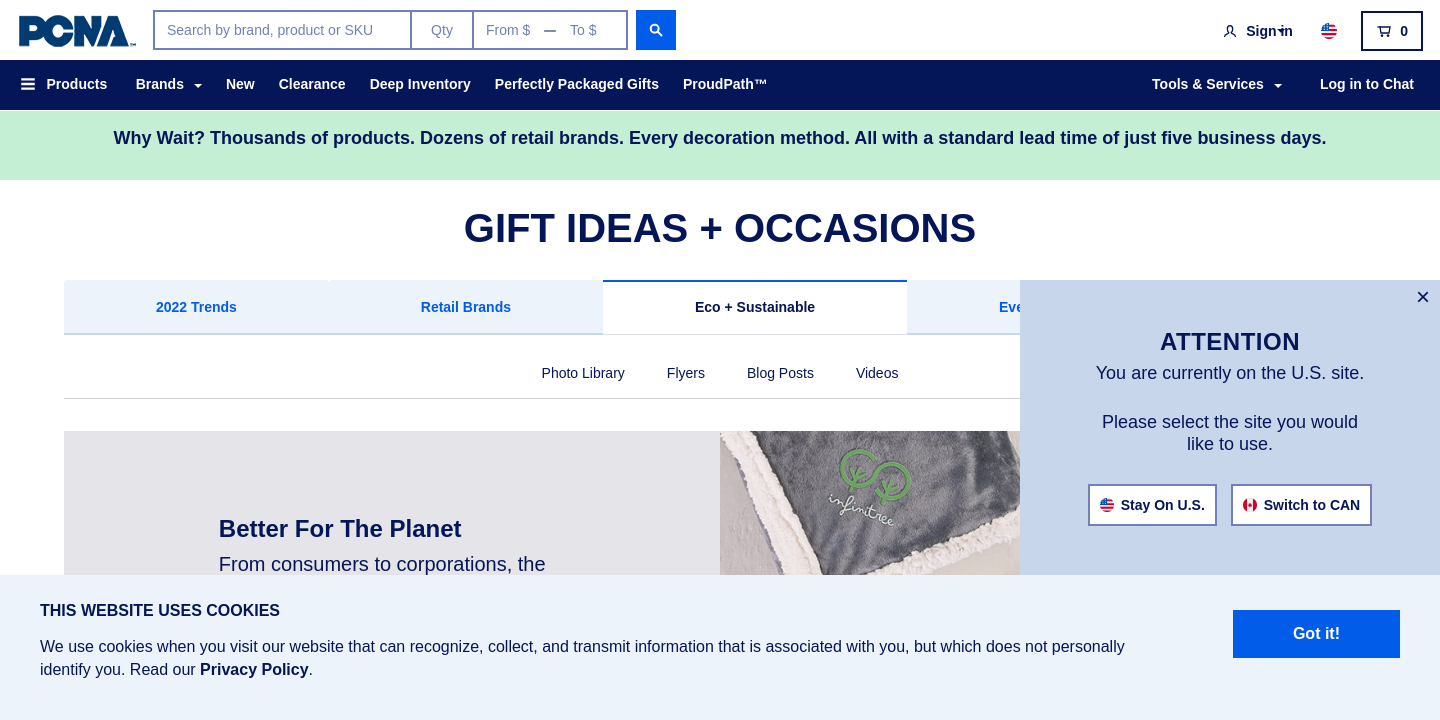 PCNA™
Search by brand, product or SKU
Qty
From $ — To $
Sign in
0
Products
Brands
New
Clearance
Deep Inventory
Perfectly Packaged Gifts
ProudPath™
Tools & Services
Log in to Chat
Why Wait? Thousands of products. Dozens of retail brands. Every decoration method. All with a standard lead time of just five business days.
GIFT IDEAS + OCCASIONS
2022 Trends
Retail Brands
Eco + Sustainable
Photo Library
Flyers
Blog Posts
Videos
Better For The Planet
From consumers to corporations, the
infinitree
×
ATTENTION
You are currently on the U.S. site.
Please select the site you would
like to use.
Stay On U.S.
Switch to CAN
THIS WEBSITE USES COOKIES
We use cookies when you visit our website that can recognize, collect, and transmit information that is associated with you, but which does not personally
identify you. Read our Privacy Policy.
Got it!